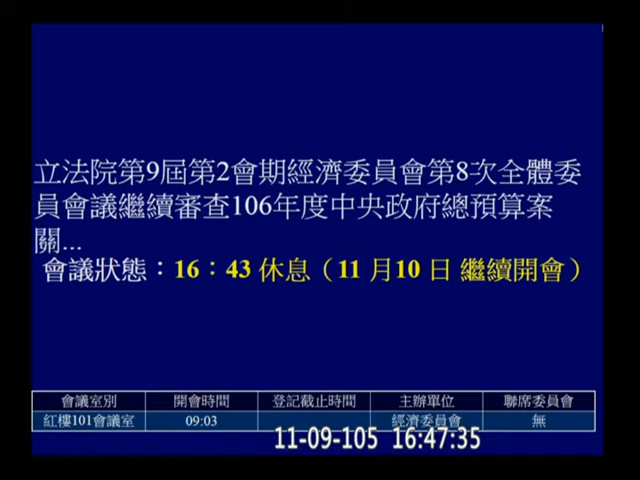 立法院第9屆第2會期經濟委員會第8次全體委
員會議繼續審查106年度中央政府總預算案
關...
會議狀態：16：43 休息（11 月10 日 繼續開會）
會議室別 開會時間 登記截止時間 主辦單位 聯席委員會
紅樓101會議室 09:03 經濟委員會 無
11-09-105 16:47:35